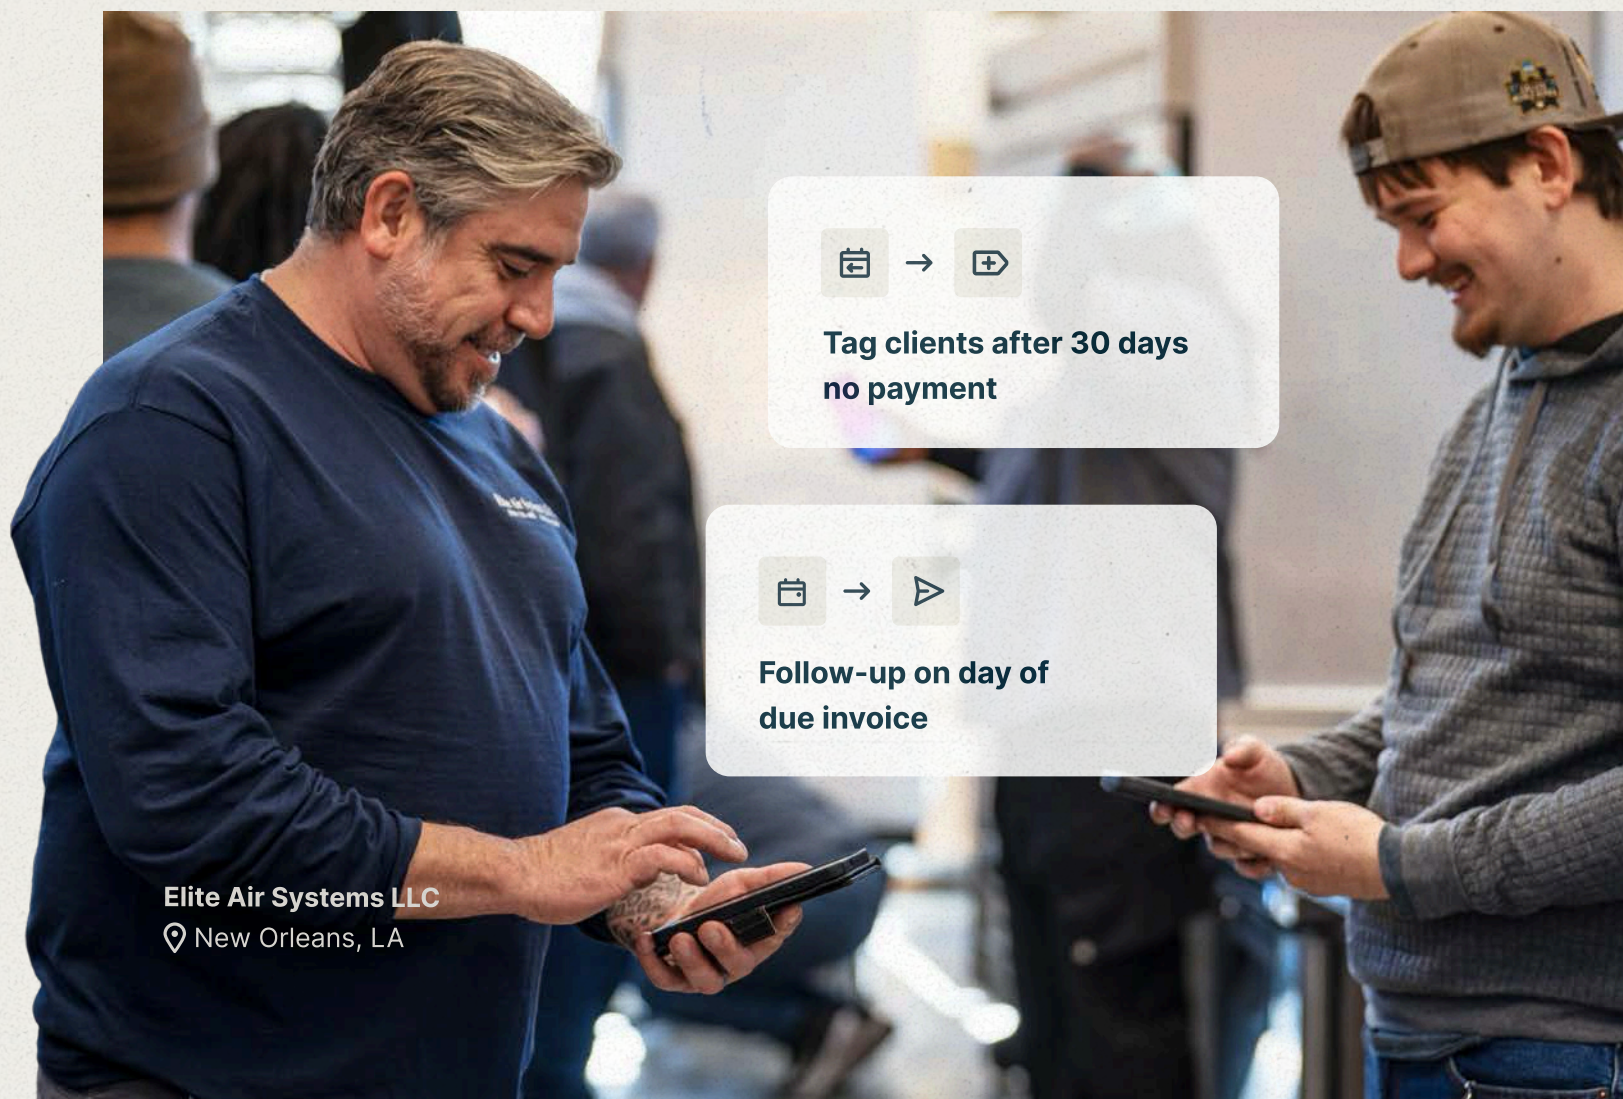 Tag clients after 30 days
no payment
Follow-up on day of
due invoice
Elite Air Systems LLC
New Orleans, LA